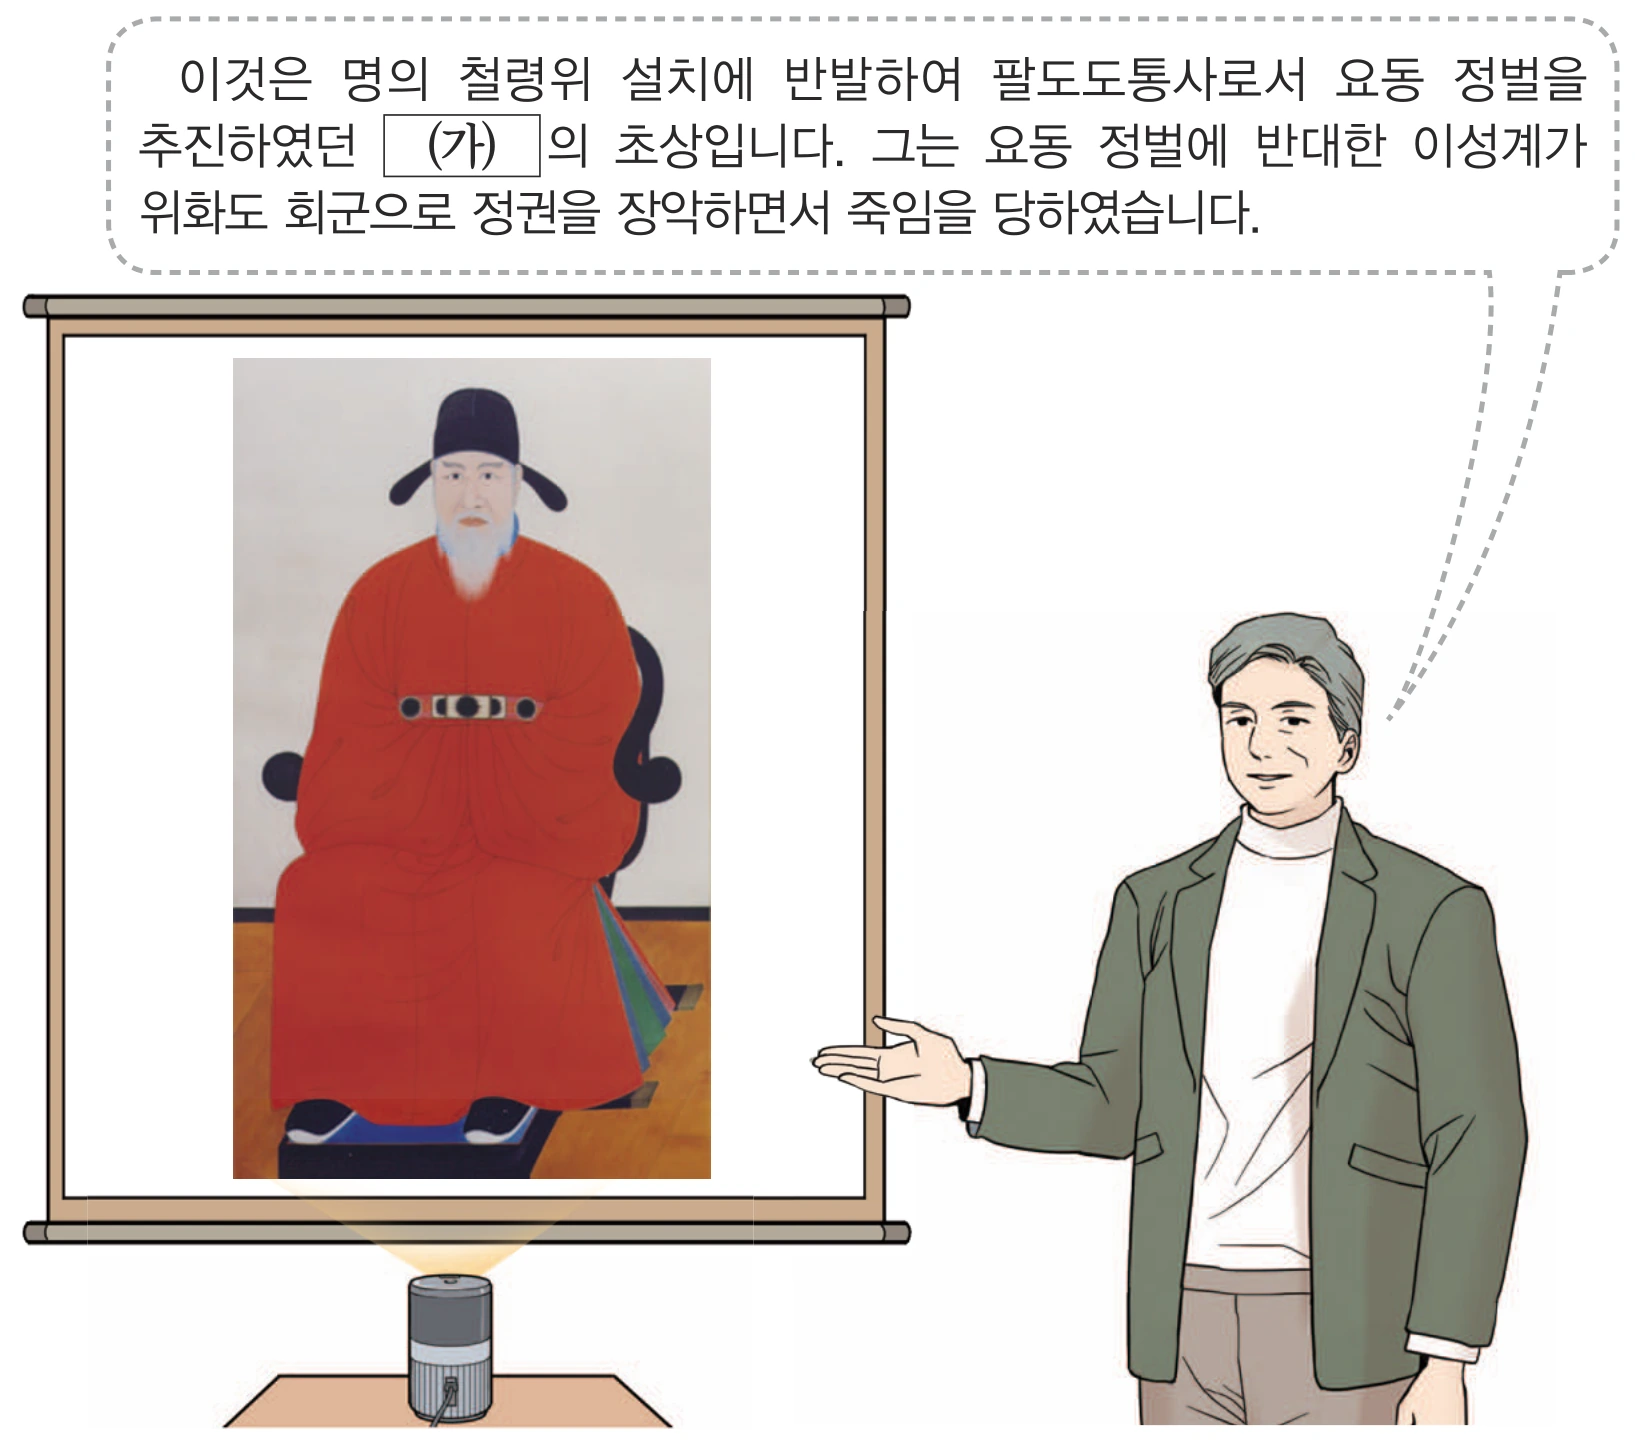 이것은 명의 철령위 설치에 반발하여 팔도도통사로서 요동 정벌을
추진하였던 (가)의 초상입니다. 그는 요동 정벌에 반대한 이성계가
위화도 회군으로 정권을 장악하면서 죽임을 당하였습니다.